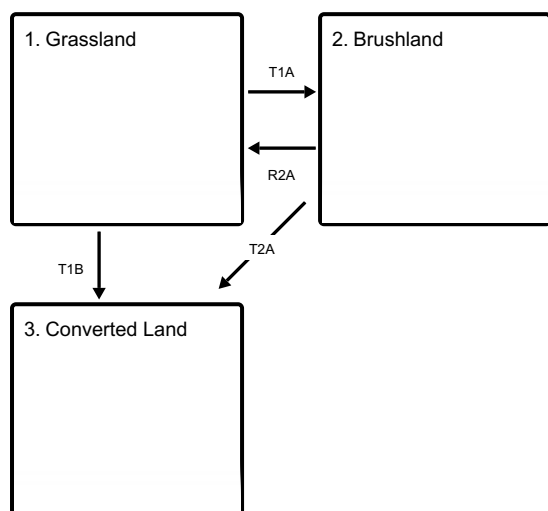 1. Grassland
2. Brushland
T1A
R2A
T1B
T2A
3. Converted Land